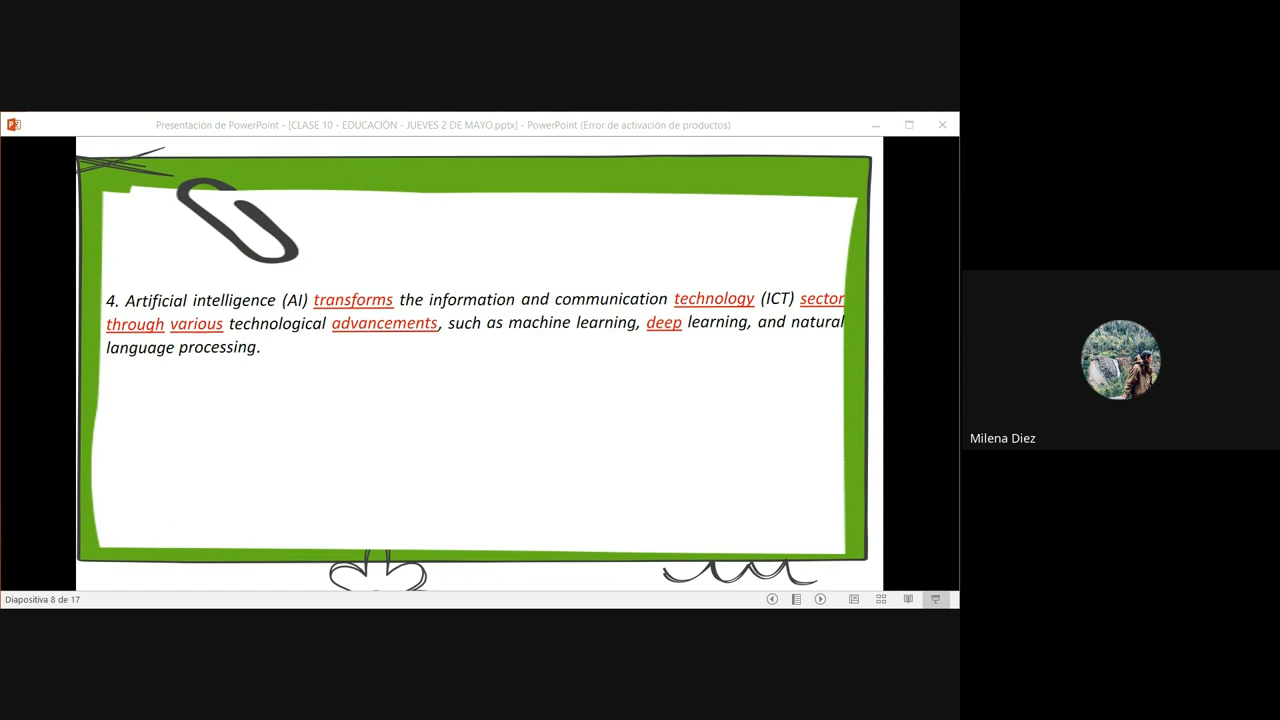 Presentación de PowerPoint - [CLASE 10 - EDUCACIÓN - JUEVES 2 DE MAYO.pptx] - PowerPoint (Error de activación de productos)
4. Artificial intelligence (AI) transforms the information and communication technology (ICT) sector
through various technological advancements, such as machine learning, deep learning, and natural
language processing.
Milena Diez
Diapositiva 8 de 17